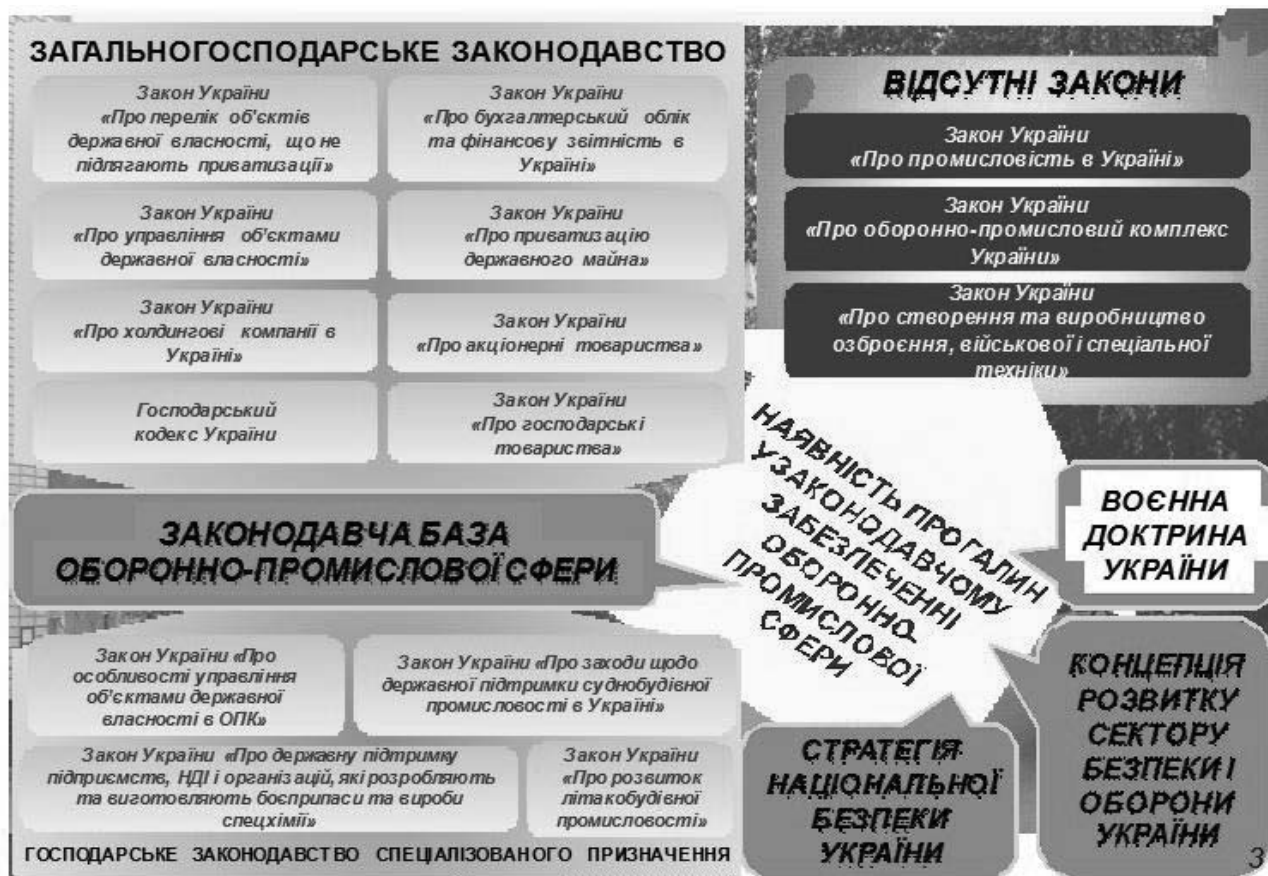 ЗАГАЛЬНОГОСПОДАРСЬКЕ ЗАКОНОДАВСТВО
Закон України
«Про перелік об'єктів
державної власності, що не
підлягають приватизації»
Закон України
«Про бухгалтерський облік
та фінансову звітність в
Україні»
Закон України
«Про управління об'єктами
державної власності»
Закон України
«Про приватизацію
державного майна»
Закон України
«Про холдингові компанії в
Україні»
Закон України
«Про акціонерні товариства»
Господарський
кодекс України
Закон України
«Про господарські
товариства»
ВІДСУТНІ ЗАКОНИ
Закон України
«Про промисловість в Україні»
Закон України
«Про оборонно-промисловий комплекс
України»
Закон України
«Про створення та виробництво
озброєння, військової і спеціальної
техніки»
ЗАКОНОДАВЧА БАЗА
ОБОРОННО-ПРОМИСЛОВОЇ СФЕРИ
НАЯВНІСТЬ ПРОГАЛИН
УЗАКОНОДАВЧОМУ
ЗАБЕЗЛЕЧЕННІ
ОБОРОННО-
ПРОМИСЛОВОЇ
СФЕРИ
ВОЄННА
ДОКТРИНА
УКРАЇНИ
Закон України «Про
особливості управління
об'єктами державної
власності в ОПК»
Закон України «Про заходи щодо
державної підтримки суднобудівної
промисловості в Україні»
Закон України «Про державну підтримку
підприємств, НДІ і організацій, які розробляють
та виготовляють боєприпаси та вироби
спецхімії»
Закон України
«Про розвиток
літакобудівної
промисловості»
ГОСПОДАРСЬКЕ ЗАКОНОДАВСТВО СПЕЦІАЛІЗОВАНОГО ПРИЗНАЧЕННЯ
СТРАТЕГІЯ
НАЦІОНАЛЬНОЇ
БЕЗПЕКИ
УКРАЇНИ
КОНЦЕПЦІЯ
РОЗВИТКУ
СЕКТОРУ
БЕЗПЕКИ І
ОБОРОНИ
УКРАЇНИ
3